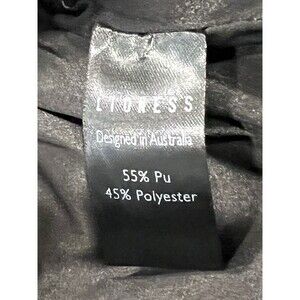 LIONESS
Designed in Australia
55% Pu
45% Polyester